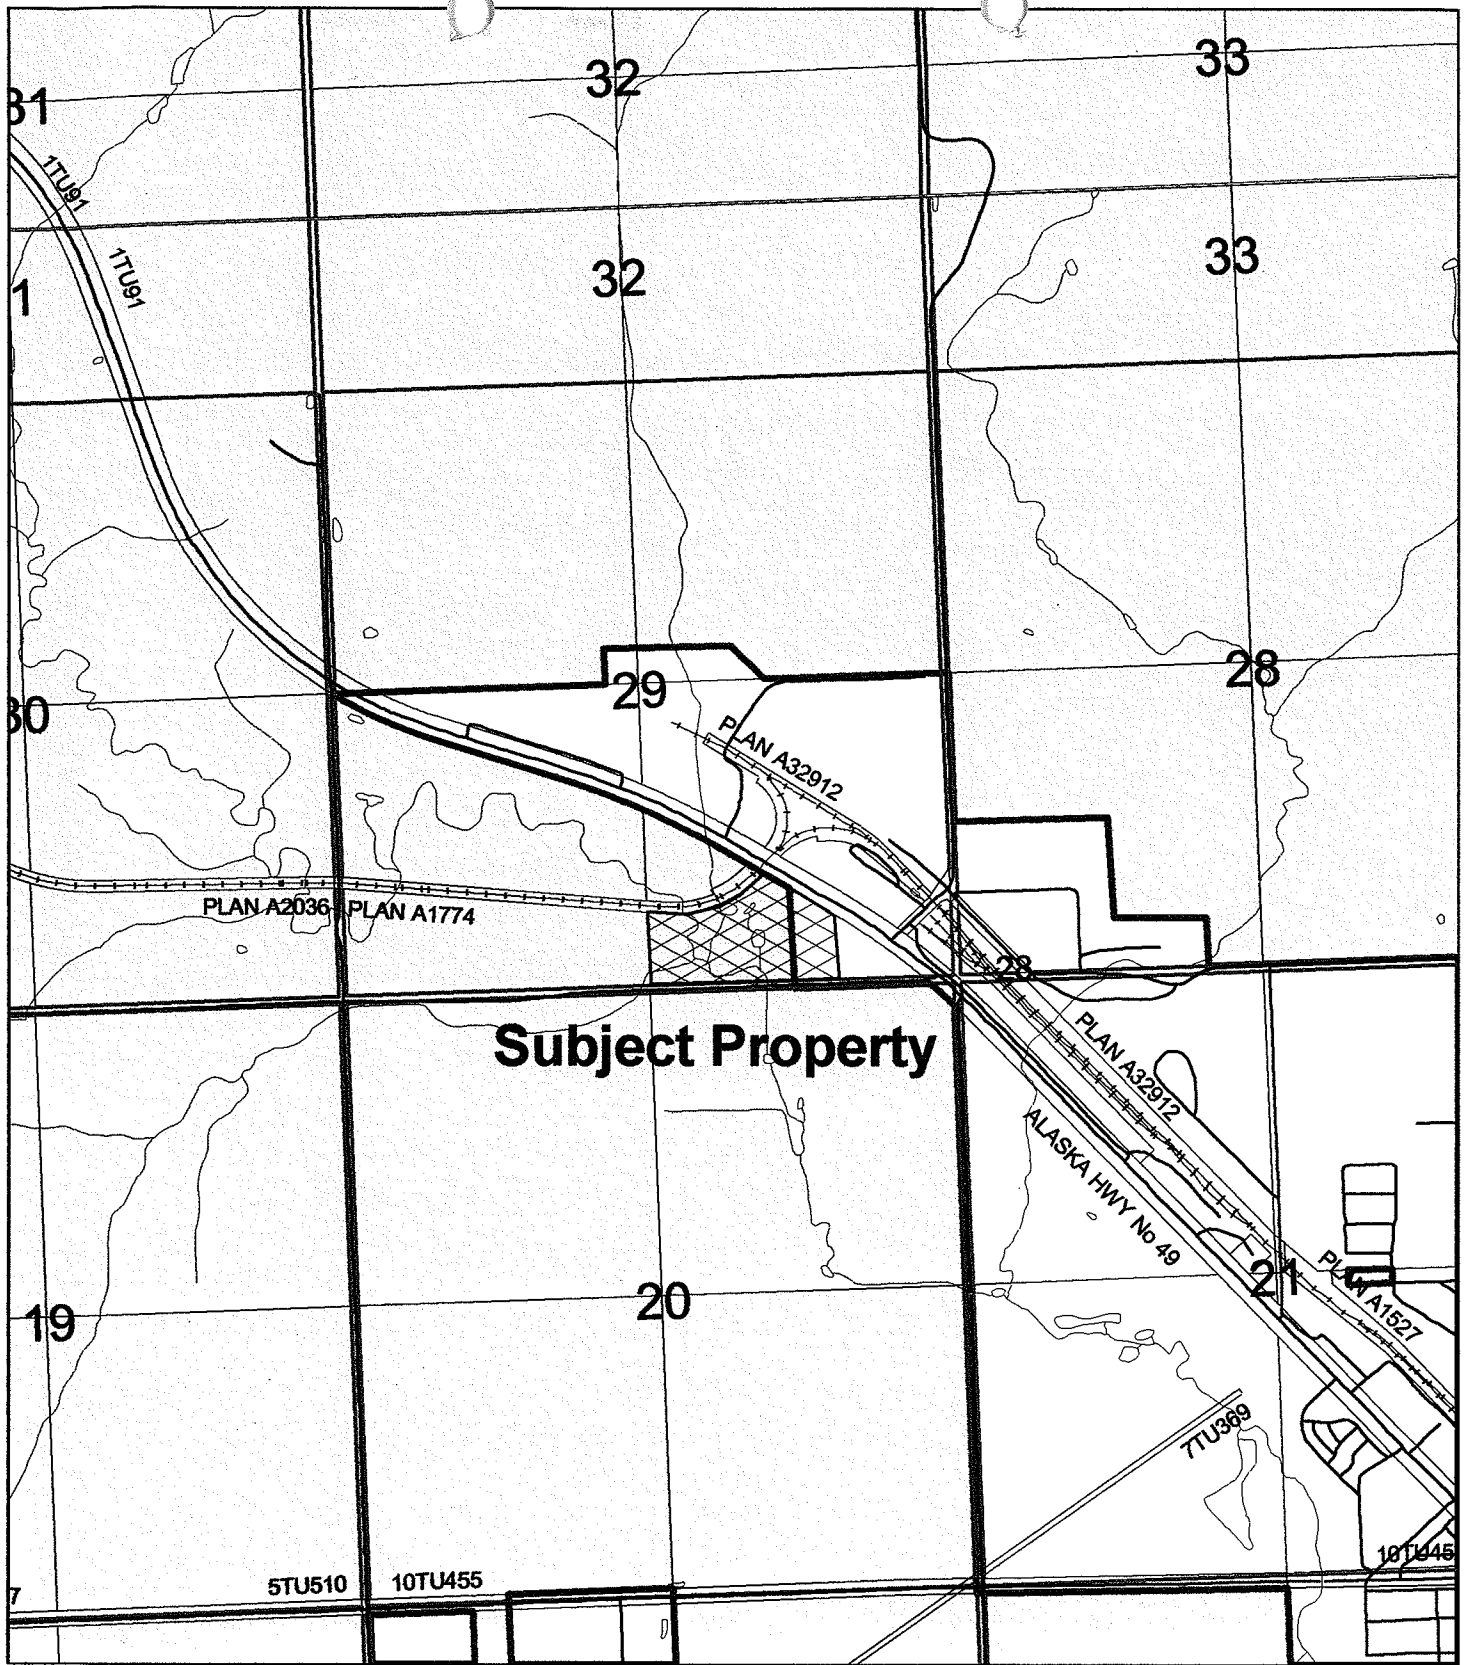 32
33
31
1TU91
1TU91
32
33
1
29
28
30
PLAN A32912
PLAN A2036
PLAN A1774
28
Subject Property
PLAN A32912
ALASKA HWY No 49
21
PLAN A1527
19
20
7TU369
5TU510
10TU455
10TU45
7